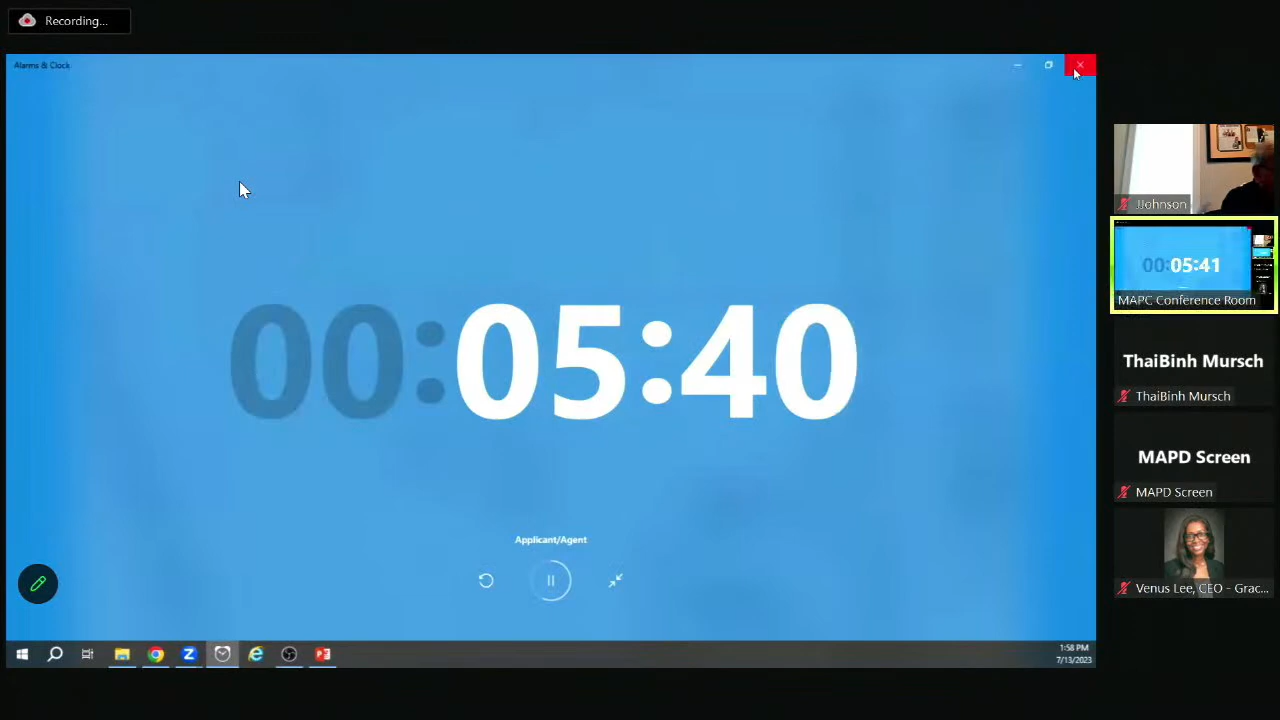 Recording...
Alarms & Clock
00:05:40
Applicant/Agent
1:58 PM
7/13/2023
JJohnson
00:05:41
MAPC Conference Room
ThaiBinh Mursch
ThaiBinh Mursch
MAPD Screen
MAPD Screen
Venus Lee, CEO - Grac...